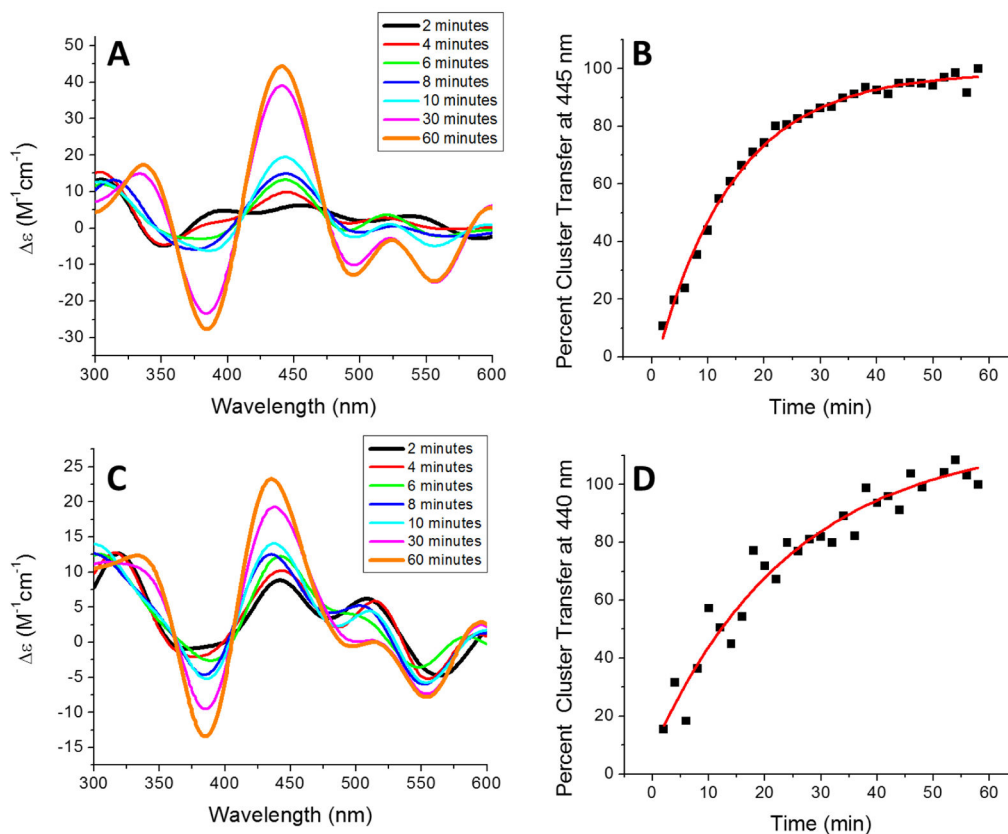 A
2 minutes
4 minutes
6 minutes
8 minutes
10 minutes
30 minutes
60 minutes
50
40
30
20
10
0
-10
-20
-30
Δε (M⁻¹cm⁻¹)
300 350 400 450 500 550 600
Wavelength (nm)
B
100
80
60
40
20
0
Percent Cluster Transfer at 445 nm
0 10 20 30 40 50 60
Time (min)
C
2 minutes
4 minutes
6 minutes
8 minutes
10 minutes
30 minutes
60 minutes
25
20
15
10
5
0
-5
-10
-15
Δε (M⁻¹cm⁻¹)
300 350 400 450 500 550 600
Wavelength (nm)
D
100
80
60
40
20
0
Percent Cluster Transfer at 440 nm
0 10 20 30 40 50 60
Time (min)